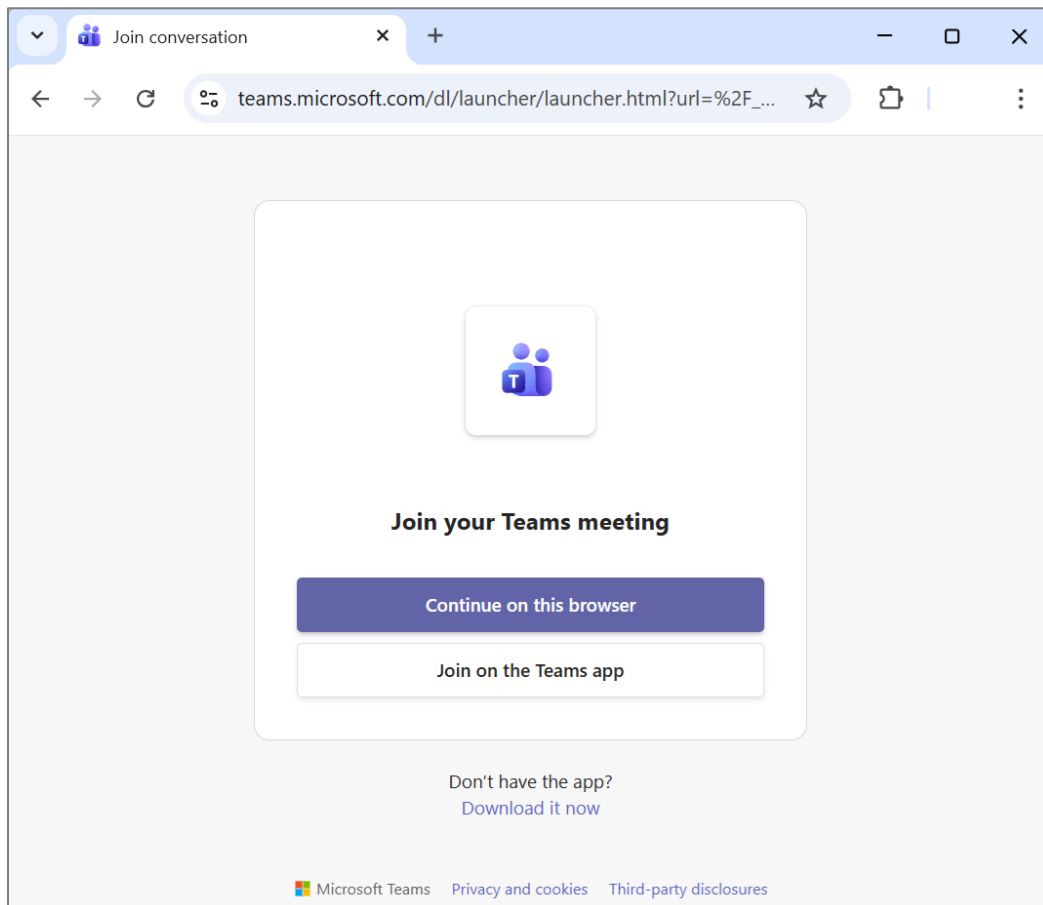 Join conversation
teams.microsoft.com/dl/launcher/launcher.html?url=%2F_...
T
Join your Teams meeting
Continue on this browser
Join on the Teams app
Don't have the app?
Download it now
Microsoft Teams Privacy and cookies Third-party disclosures